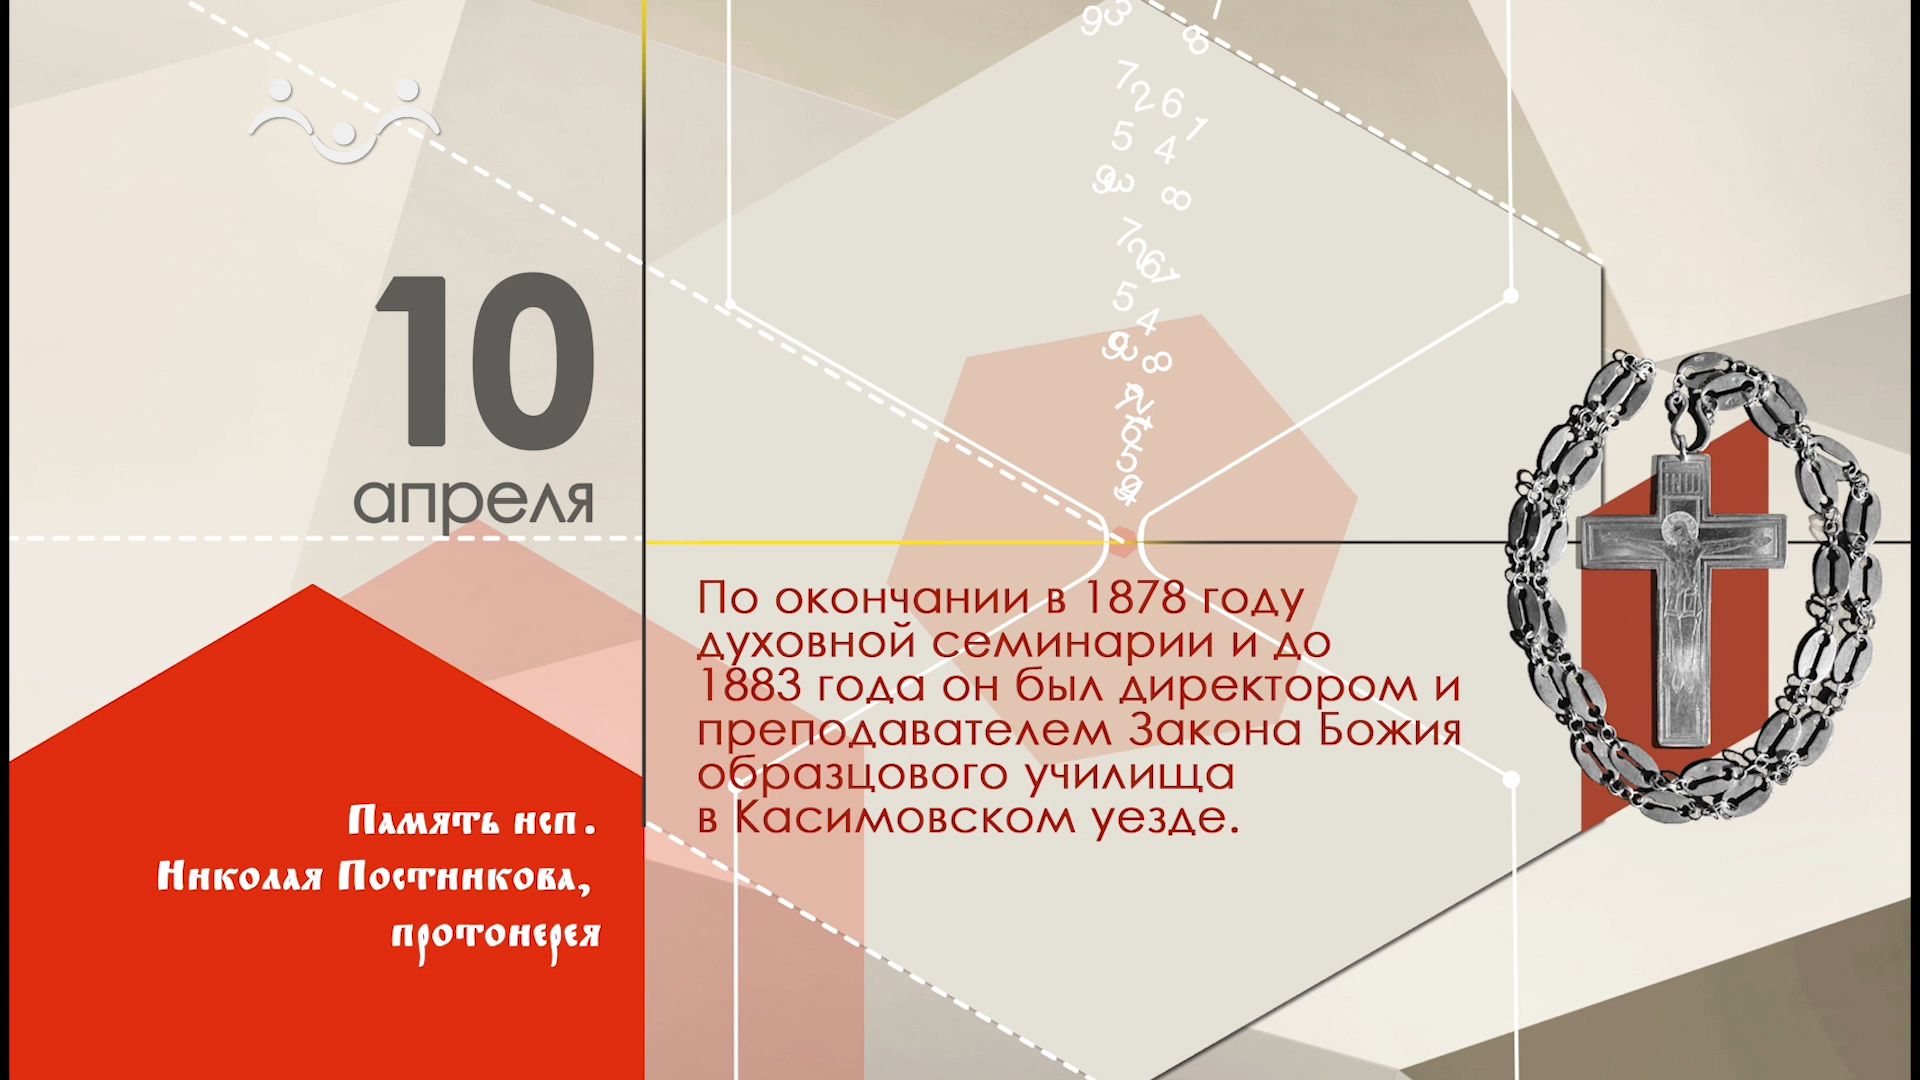 10
апреля
Память исп.
Николая Постникова,
протоиерея
По окончании в 1878 году
духовной семинарии и до
1883 года он был директором и
преподавателем Закона Божия
образцового училища
в Касимовском уезде.